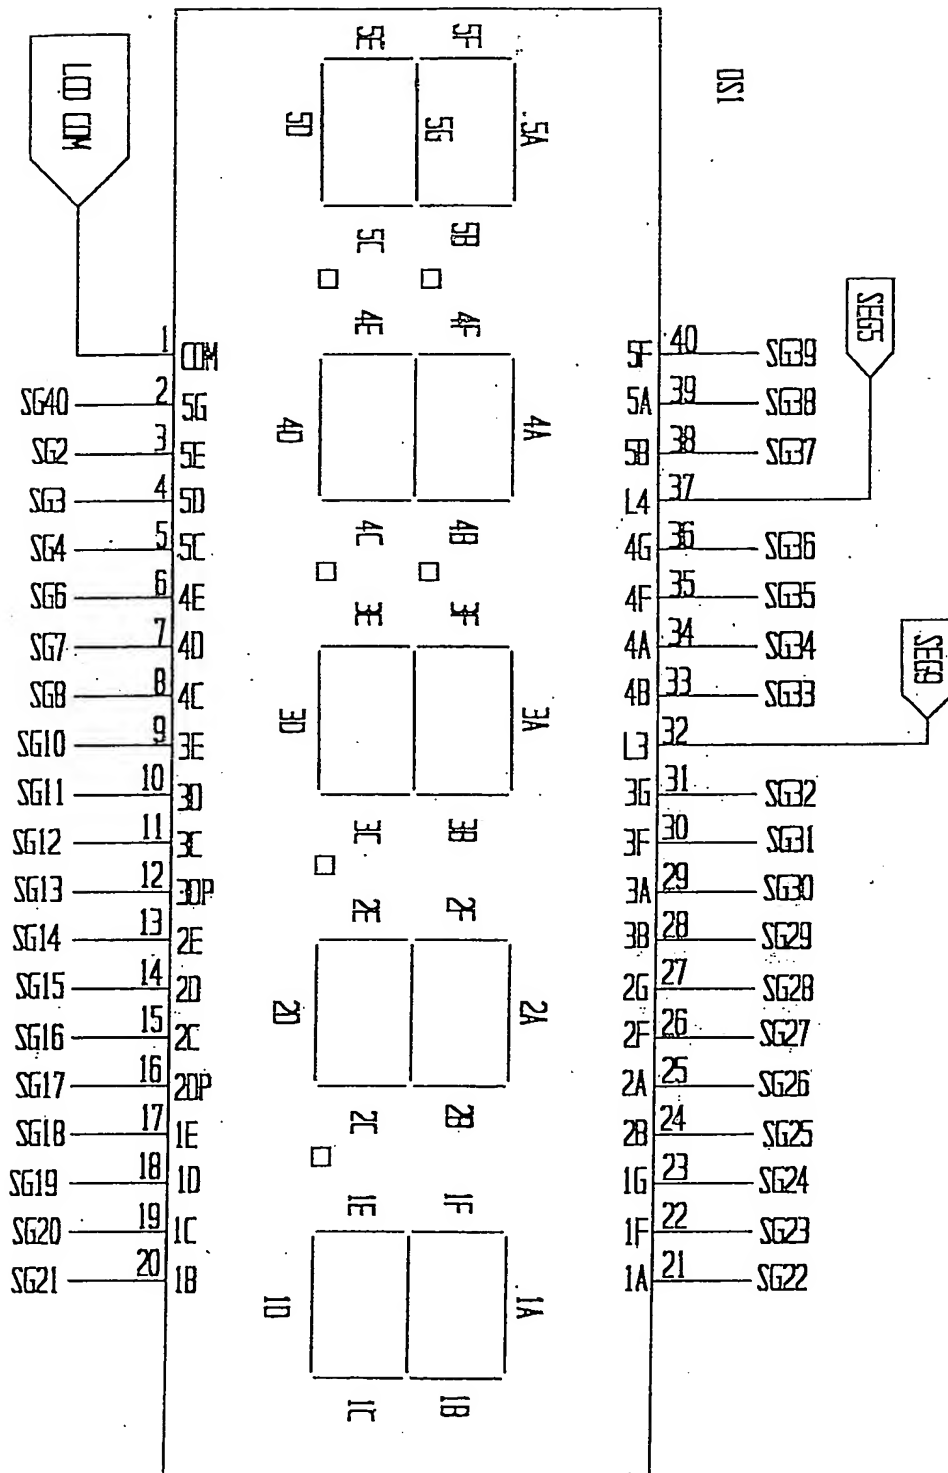 LCD COM
DS1
5E 5F
5D 5G 5A
5C 5B
SEG5
4E 4F
4D 4A
4C 4B
SEG9
3E 3F
3D 3A
3C 3B
2E 2F
2D 2A
2C 2B
1E 1F
1D 1A
1C 1B
1 COM
SG40 2 5G
SG2 3 5E
SG3 4 5D
SG4 5 5C
SG6 6 4E
SG7 7 4D
SG8 8 4C
SG10 9 3E
SG11 10 3D
SG12 11 3C
SG13 12 3DP
SG14 13 2E
SG15 14 2D
SG16 15 2C
SG17 16 2DP
SG18 17 1E
SG19 18 1D
SG20 19 1C
SG21 20 1B
5F 40 SG39
5A 39 SG38
5B 38 SG37
L4 37
4G 36 SG36
4F 35 SG35
4A 34 SG34
4B 33 SG33
L3 32
3G 31 SG32
3F 30 SG31
3A 29 SG30
3B 28 SG29
2G 27 SG28
2F 26 SG27
2A 25 SG26
2B 24 SG25
1G 23 SG24
1F 22 SG23
1A 21 SG22